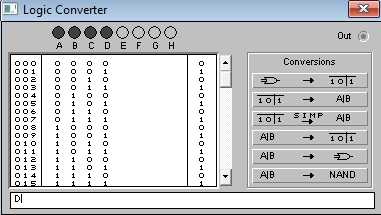 Logic Converter
Out
A B C D E F G H
Conversions
000 0 0 0 0 0
001 0 0 0 1 1
002 0 0 1 0 0
003 0 0 1 1 1
004 0 1 0 0 0
005 0 1 0 1 1
006 0 1 1 0 0
007 0 1 1 1 1
008 1 0 0 0 0
009 1 0 0 1 1
010 1 0 1 0 0
011 1 0 1 1 1
012 1 1 0 0 0
013 1 1 0 1 1
014 1 1 1 0 0
015 1 1 1 1 1
→ 10|1
10|1 → A|B
10|1 SIMP → A|B
A|B → 10|1
A|B →
A|B → NAND
D